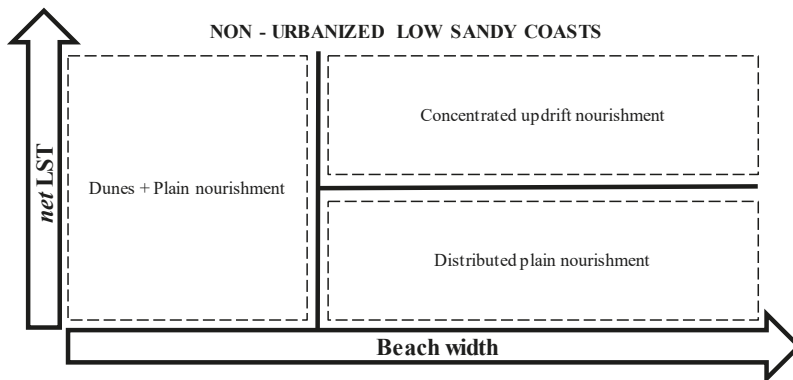 NON - URBANIZED LOW SANDY COASTS
Concentrated updrift nourishment
Dunes + Plain nourishment
Distributed plain nourishment
net LST
Beach width